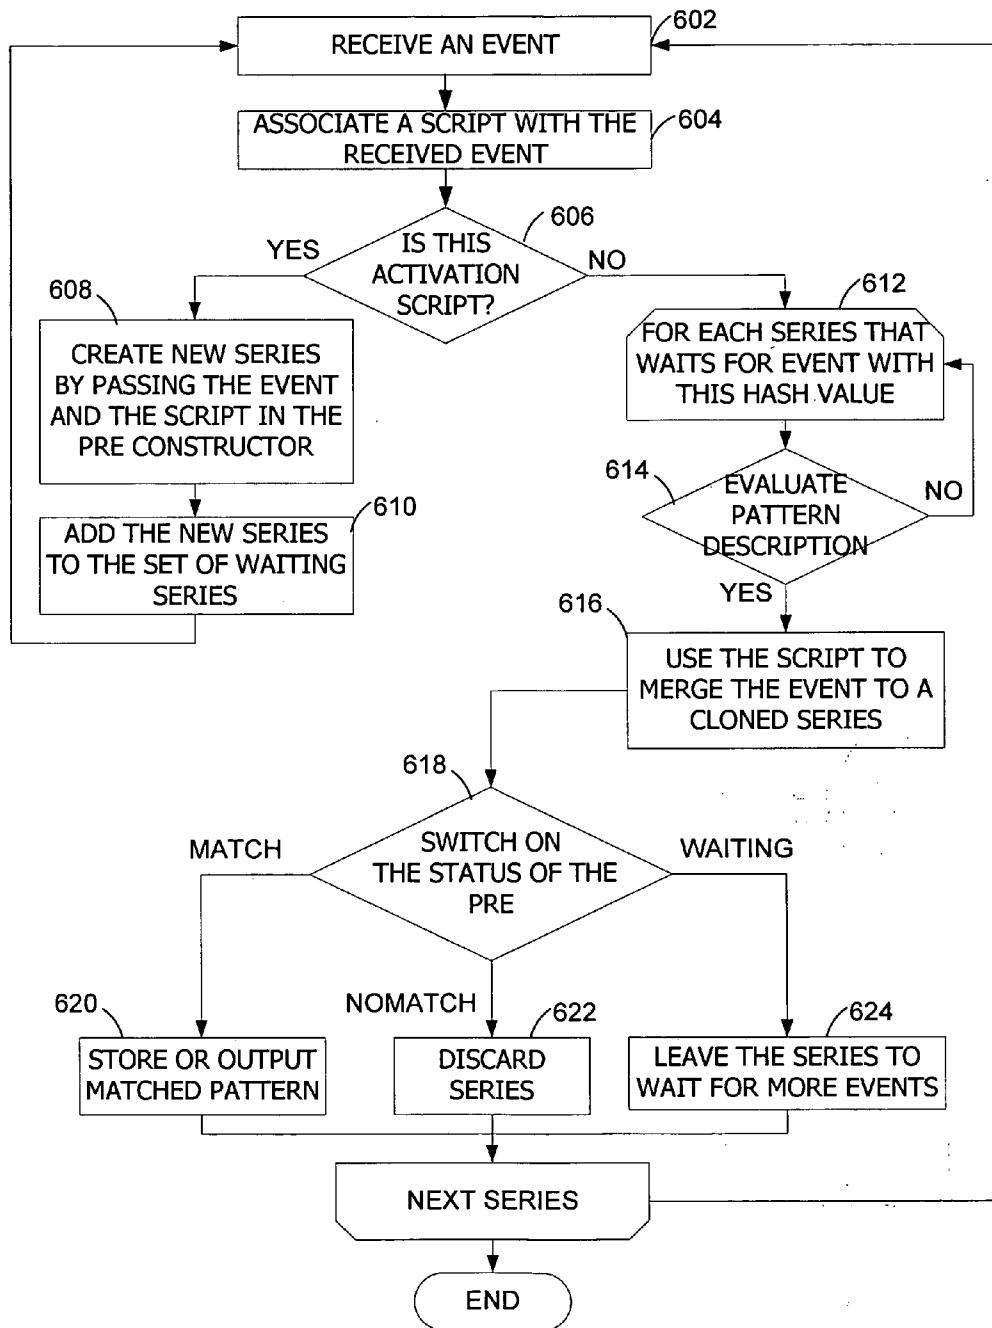 RECEIVE AN EVENT
602
ASSOCIATE A SCRIPT WITH THE
RECEIVED EVENT
604
606
IS THIS
ACTIVATION
SCRIPT?
YES
NO
608
CREATE NEW SERIES
BY PASSING THE EVENT
AND THE SCRIPT IN THE
PRE CONSTRUCTOR
610
ADD THE NEW SERIES
TO THE SET OF WAITING
SERIES
612
FOR EACH SERIES THAT
WAITS FOR EVENT WITH
THIS HASH VALUE
614
EVALUATE
PATTERN
DESCRIPTION
NO
YES
616
USE THE SCRIPT TO
MERGE THE EVENT TO A
CLONED SERIES
618
SWITCH ON
THE STATUS OF THE
PRE
MATCH
WAITING
NOMATCH
620
STORE OR OUTPUT
MATCHED PATTERN
622
DISCARD
SERIES
624
LEAVE THE SERIES TO
WAIT FOR MORE EVENTS
NEXT SERIES
END